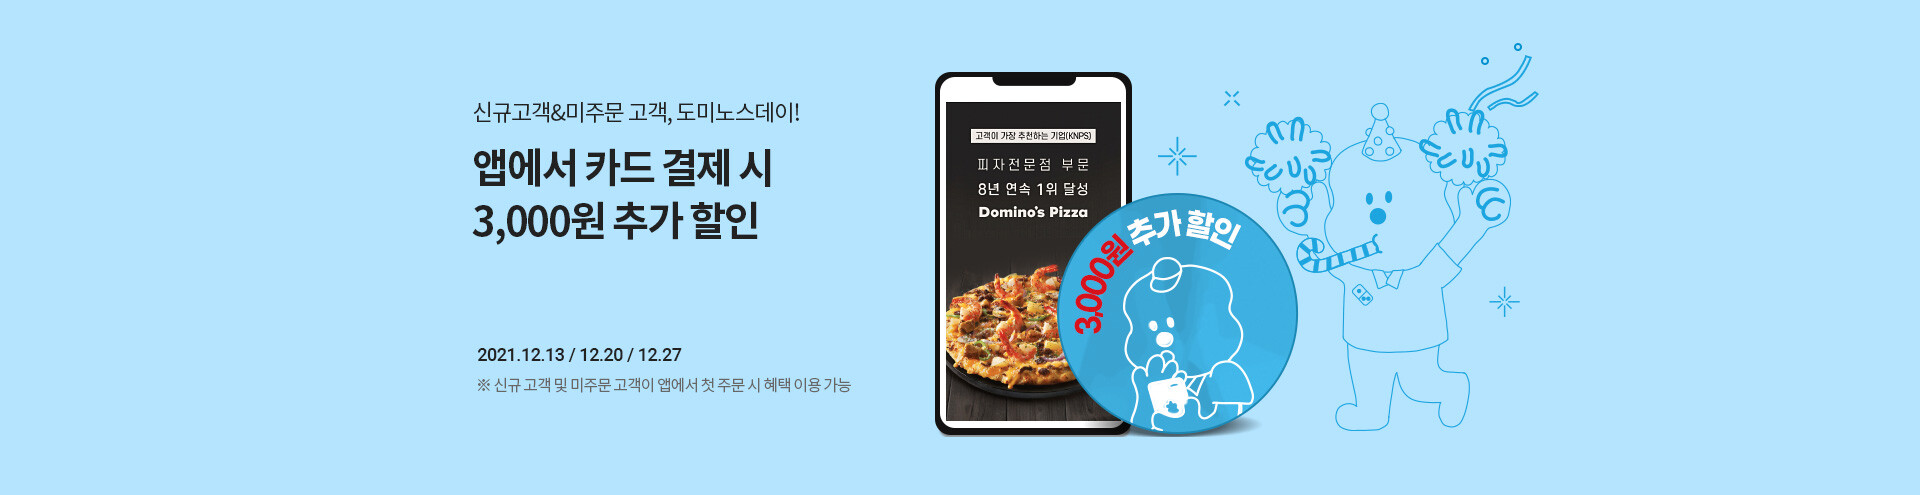 신규고객&미주문 고객, 도미노스데이!
앱에서 카드 결제 시
3,000원 추가 할인
2021.12.13 / 12.20 / 12.27
※ 신규 고객 및 미주문 고객이 앱에서 첫 주문 시 혜택 이용 가능
고객이 가장 추천하는 기업(KNPS)
피자전문점 부문
8년 연속 1위 달성
Domino's Pizza
3,000원 추가 할인